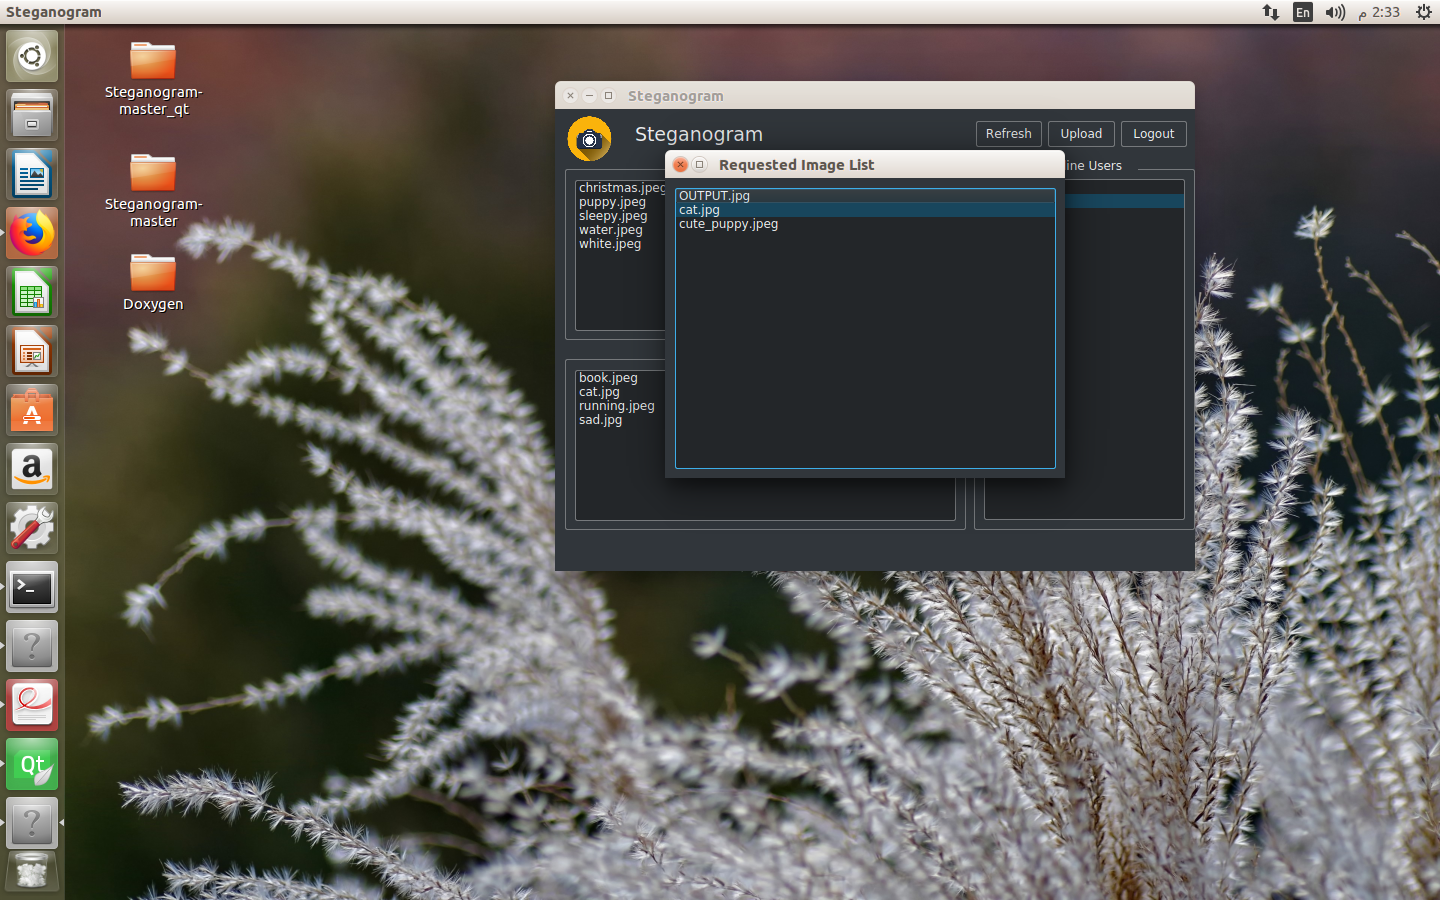 Steganogram
En
م 2:33
Steganogram-
master_qt
Steganogram-
master
Doxygen
Steganogram
Steganogram
Refresh
Upload
Logout
ine Users
christmas.jpeg
puppy.jpeg
sleepy.jpeg
water.jpeg
white.jpeg
Requested Image List
OUTPUT.jpg
cat.jpg
cute_puppy.jpeg
book.jpeg
cat.jpg
running.jpeg
sad.jpg
a
Qt